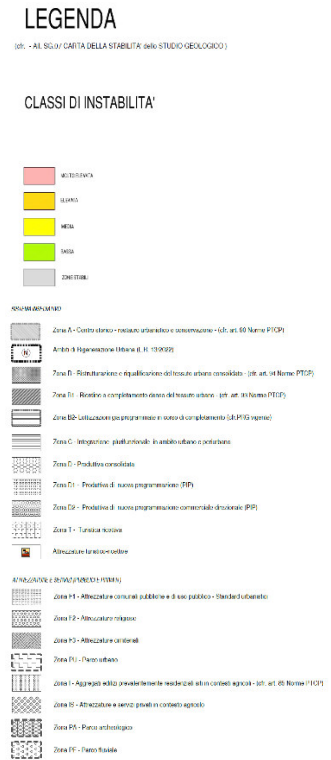 LEGENDA
(cfr. - All. SG.07 CARTA DELLA STABILITA' dello STUDIO GEOLOGICO )
CLASSI DI INSTABILITA'
MOLTO ELEVATA
ELEVATA
MEDIA
BASSA
ZONE STABILI
Zona A - Centro storico - restauro urbanistico e conservazione - (cfr. art. 90 Norme PTCP)
Ambiti di Rigenerazione Urbana (L.R. 13/2022)
N
Zona B - Ristrutturazione e riqualificazione del tessuto urbano consolidato - (cfr. art. 91 Norme PTCP)
Zona B1 - Riordino e completamento denso del tessuto urbano - (cfr. art. Norme PTCP)
Zona B2- Lottizzazioni già programmate in corso di completamento (cfr.PRG vigente)
Zona C - Integrazione plurifunzionale in ambito urbano e periurbano
Zona D - Produttiva consolidata
Zona D1 - Produttiva di nuova programmazione (PIP)
Zona D2 - Produttiva di nuova programmazione commerciale direzionale (PIP)
Zona T - Turistica ricettiva
Attrezzature turistico-ricettive
ATTREZZATURE E SERVIZI (PUBBLICI E PRIVATI)
Zona F1 - Attrezzature comunali pubbliche e di uso pubblico - Standard urbanistici
Zona F2 - Attrezzature religiose
Zona F3 - Attrezzature cimiteriali
Zona PU - Parco urbano
Zona I - Aggregati edilizi prevalentemente residenziali siti in contesti agricoli - (cfr. art. Norme PTCP)
Zona IS - Attrezzature e servizi privati in contesto agricolo
Zona PA - Parco archeologico
Zona PF - Parco fluviale